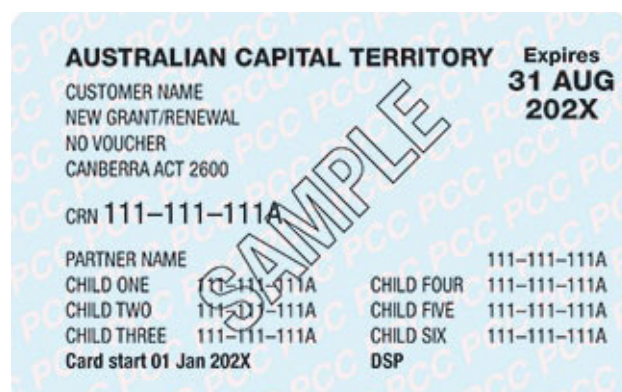 AUSTRALIAN CAPITAL TERRITORY
Expires
31 AUG
202X
CUSTOMER NAME
NEW GRANT/RENEWAL
NO VOUCHER
CANBERRA ACT 2600
CRN 111–111–111A
PARTNER NAME 111–111–111A
CHILD ONE 111–111–111A CHILD FOUR 111–111–111A
CHILD TWO 111–111–111A CHILD FIVE 111–111–111A
CHILD THREE 111–111–111A CHILD SIX 111–111–111A
Card start 01 Jan 202X DSP
SAMPLE
PCC PCC PCC